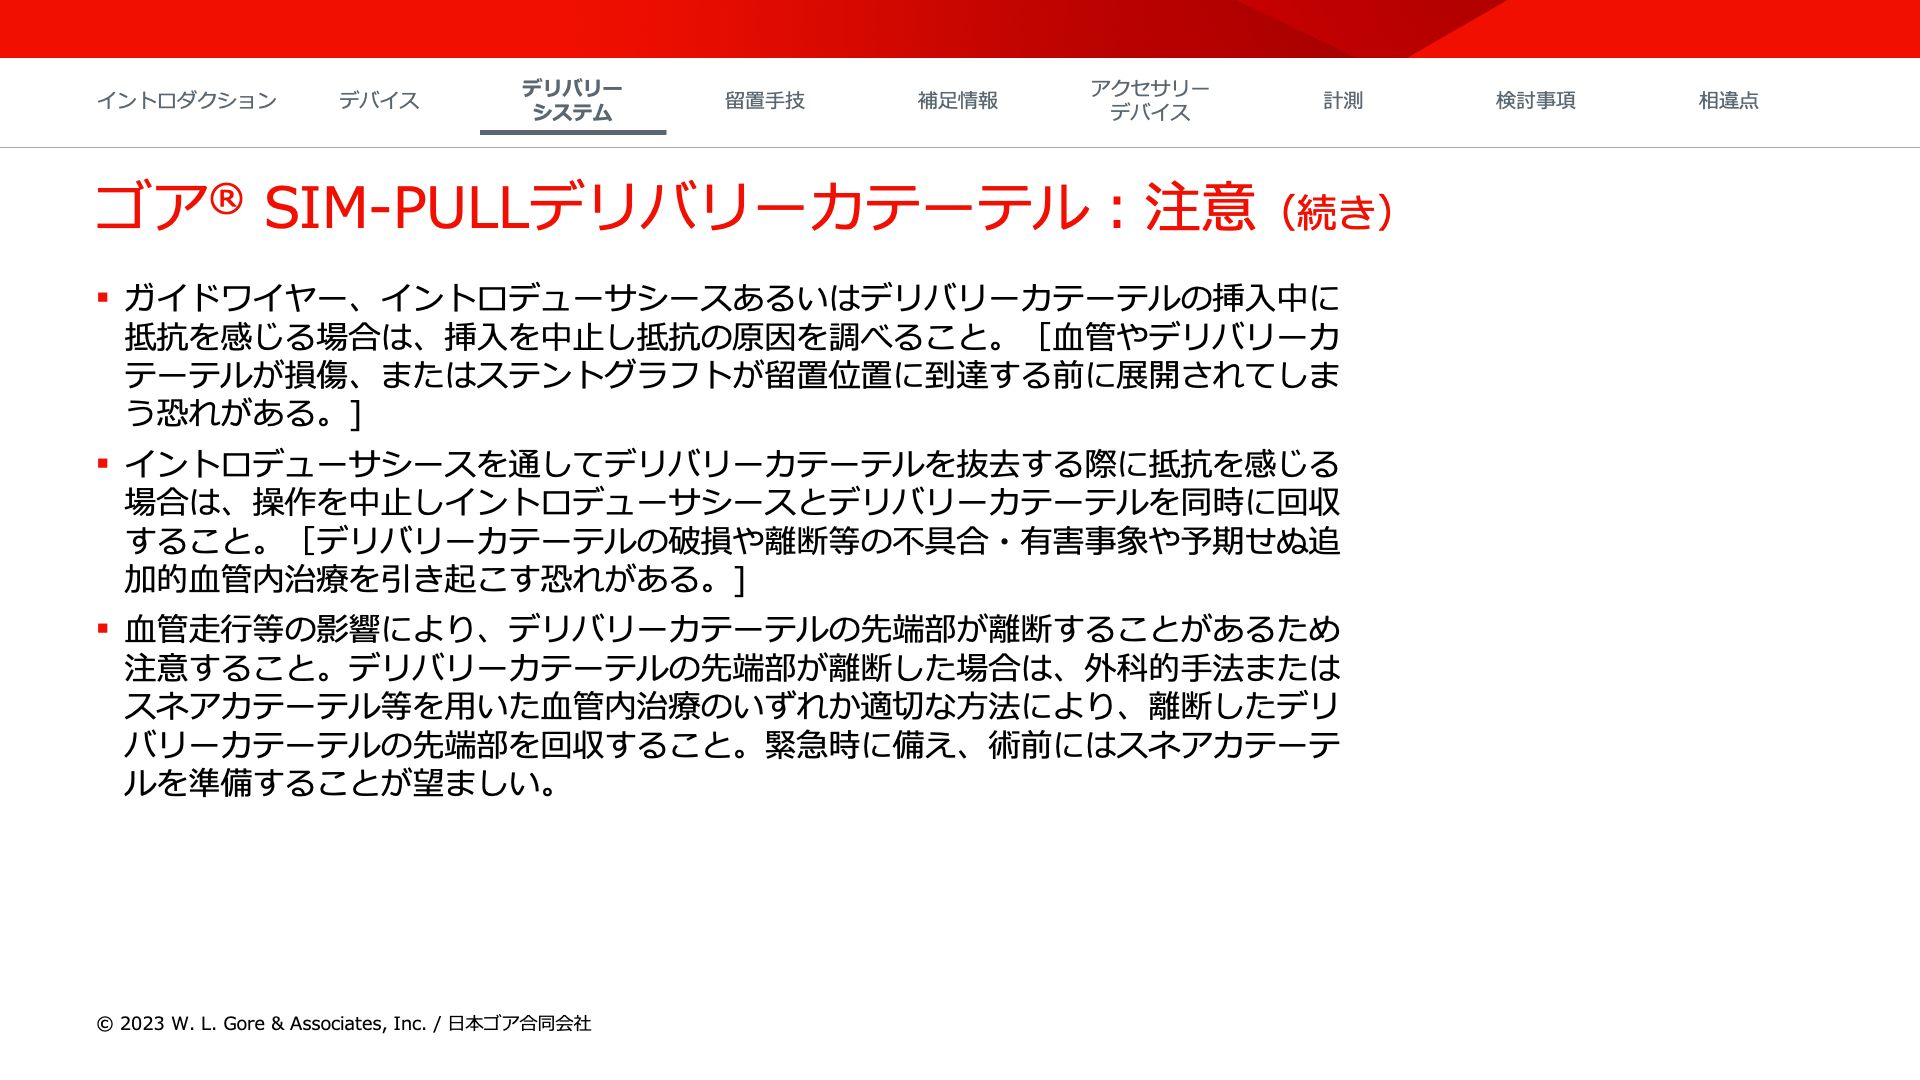 イントロダクション
デバイス
デリバリー
システム
留置手技
補足情報
アクセサリー
デバイス
計測
検討事項
相違点
ゴア® SIM-PULLデリバリーカテーテル：注意（続き）
▪ ガイドワイヤー、イントロデューサシースあるいはデリバリーカテーテルの挿入中に
抵抗を感じる場合は、挿入を中止し抵抗の原因を調べること。［血管やデリバリーカ
テーテルが損傷、またはステントグラフトが留置位置に到達する前に展開されてしま
う恐れがある。］
▪ イントロデューサシースを通してデリバリーカテーテルを抜去する際に抵抗を感じる
場合は、操作を中止しイントロデューサシースとデリバリーカテーテルを同時に回収
すること。［デリバリーカテーテルの破損や離断等の不具合・有害事象や予期せぬ追
加的血管内治療を引き起こす恐れがある。］
▪ 血管走行等の影響により、デリバリーカテーテルの先端部が離断することがあるため
注意すること。デリバリーカテーテルの先端部が離断した場合は、外科的手法または
スネアカテーテル等を用いた血管内治療のいずれか適切な方法により、離断したデリ
バリーカテーテルの先端部を回収すること。緊急時に備え、術前にはスネアカテーテ
ルを準備することが望ましい。
© 2023 W. L. Gore & Associates, Inc. / 日本ゴア合同会社